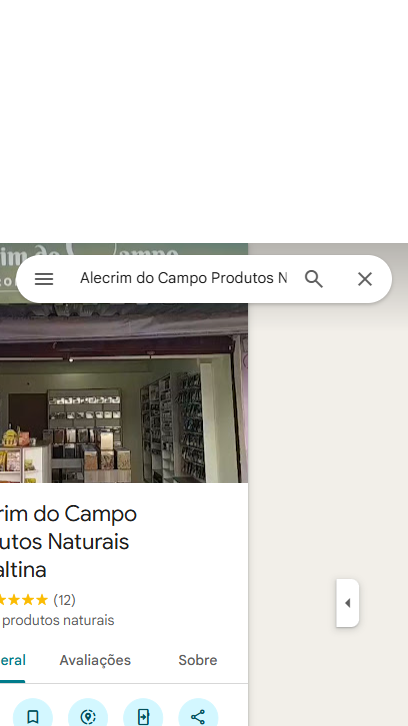 Alecrim do Campo Produtos N
rim do Campo
utos Naturais
altina
(12)
produtos naturais
eral
Avaliações
Sobre